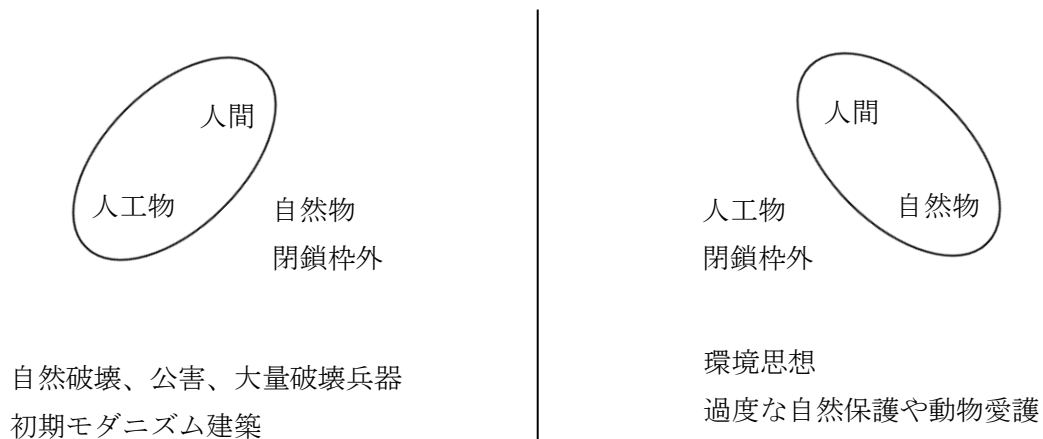 人間
人工物
自然物
閉鎖枠外
自然破壊、公害、大量破壊兵器
初期モダニズム建築
人間
自然物
人工物
閉鎖枠外
環境思想
過度な自然保護や動物愛護